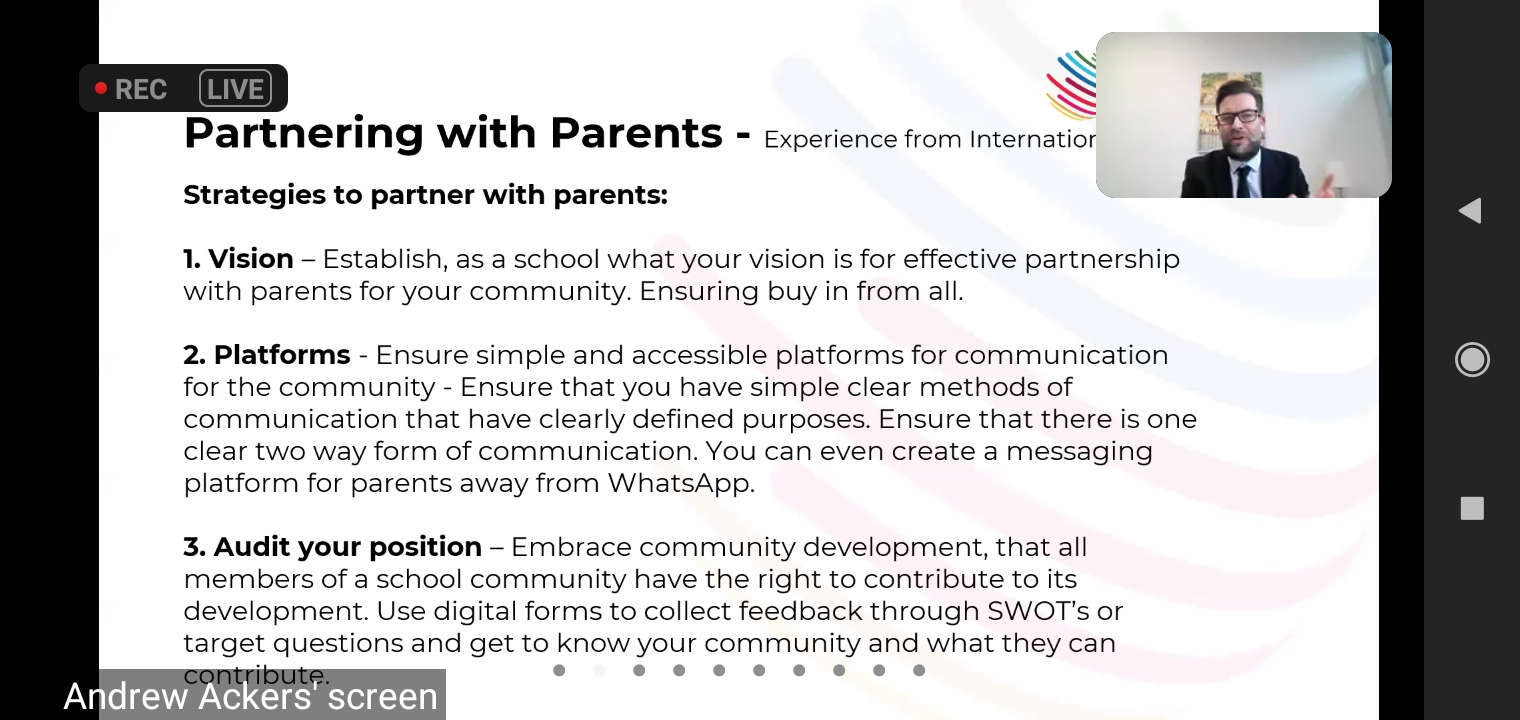 REC LIVE
Partnering with Parents - Experience from
Strategies to partner with parents:
1. Vision – Establish, as a school what your vision is for effective partnership
with parents for your community. Ensuring buy in from all.
2. Platforms - Ensure simple and accessible platforms for communication
for the community - Ensure that you have simple clear methods of
communication that have clearly defined purposes. Ensure that there is one
clear two way form of communication. You can even create a messaging
platform for parents away from WhatsApp.
3. Audit your position – Embrace community development, that all
members of a school community have the right to contribute to its
development. Use digital forms to collect feedback through SWOT's or
target questions and get to know your community and what they can
contribute.
Andrew Ackers' screen